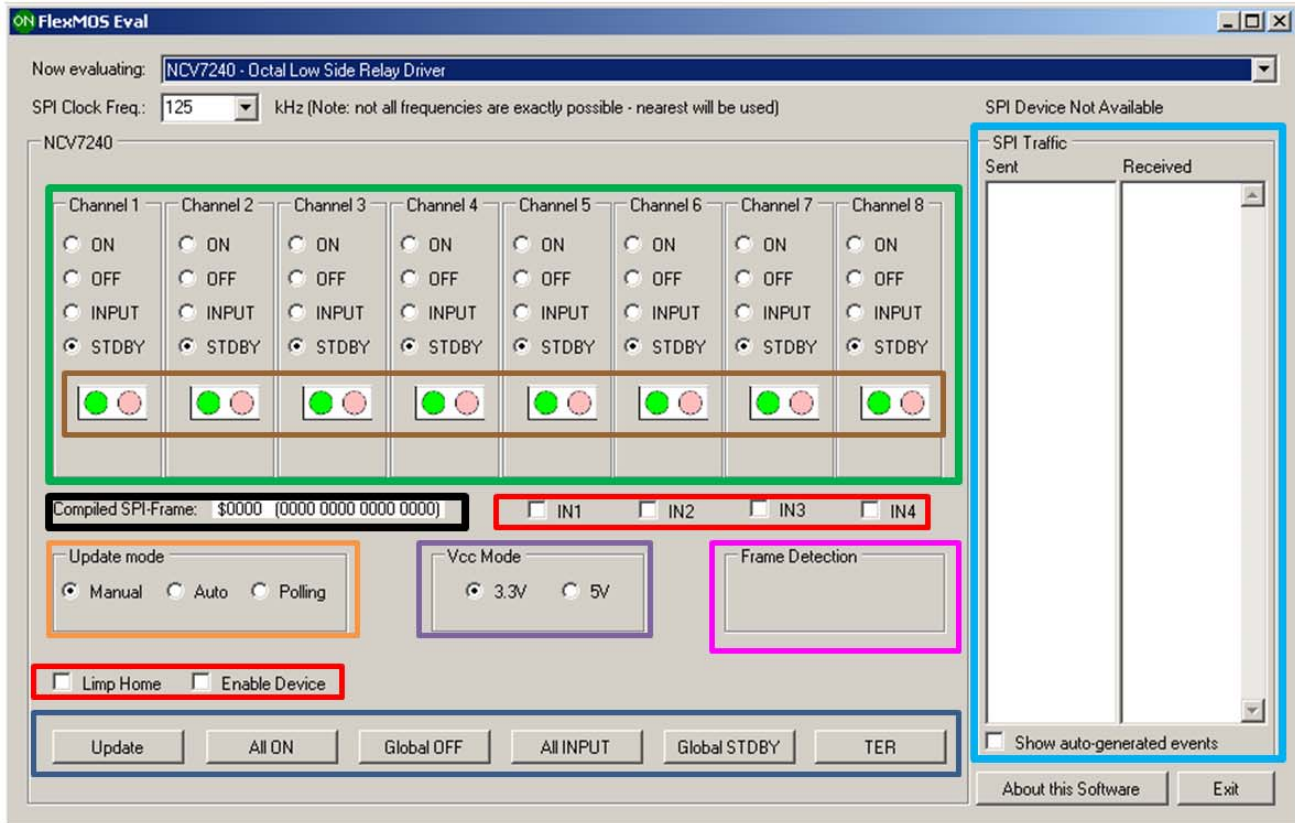 ON FlexMOS Eval
Now evaluating: NCV7240 - Octal Low Side Relay Driver
SPI Clock Freq.: 125 kHz (Note: not all frequencies are exactly possible - nearest will be used) SPI Device Not Available
NCV7240 SPI Traffic
Sent Received
Channel 1 Channel 2 Channel 3 Channel 4 Channel 5 Channel 6 Channel 7 Channel 8
ON ON ON ON ON ON ON ON
OFF OFF OFF OFF OFF OFF OFF OFF
INPUT INPUT INPUT INPUT INPUT INPUT INPUT INPUT
STDBY STDBY STDBY STDBY STDBY STDBY STDBY STDBY
Compiled SPI-Frame: $0000 (0000 0000 0000 0000) IN1 IN2 IN3 IN4
Update mode Vcc Mode Frame Detection
Manual Auto Polling 3.3V 5V
Limp Home Enable Device
Update All ON Global OFF All INPUT Global STDBY TER
Show auto-generated events
About this Software Exit